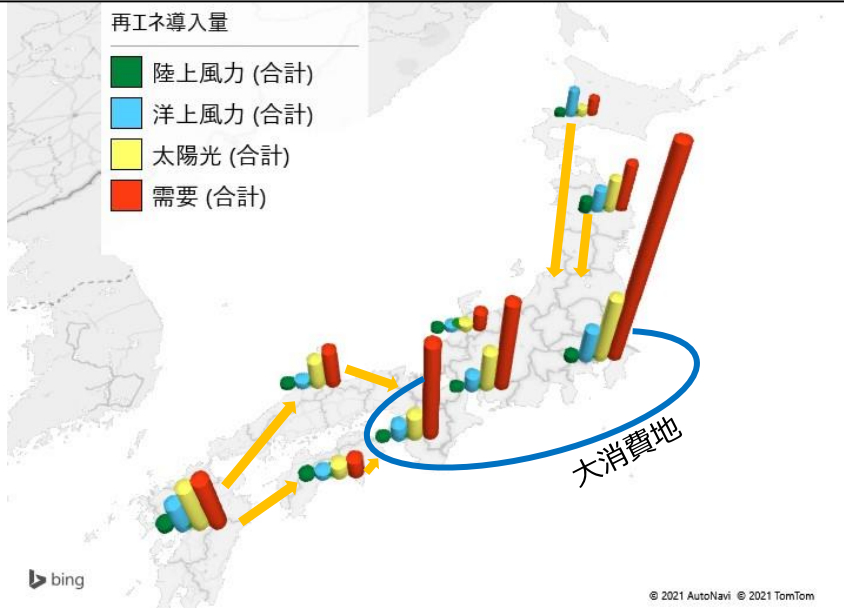 再エネ導入量
陸上風力 (合計)
洋上風力 (合計)
太陽光 (合計)
需要 (合計)
大消費地
bing
© 2021 AutoNavi © 2021 TomTom